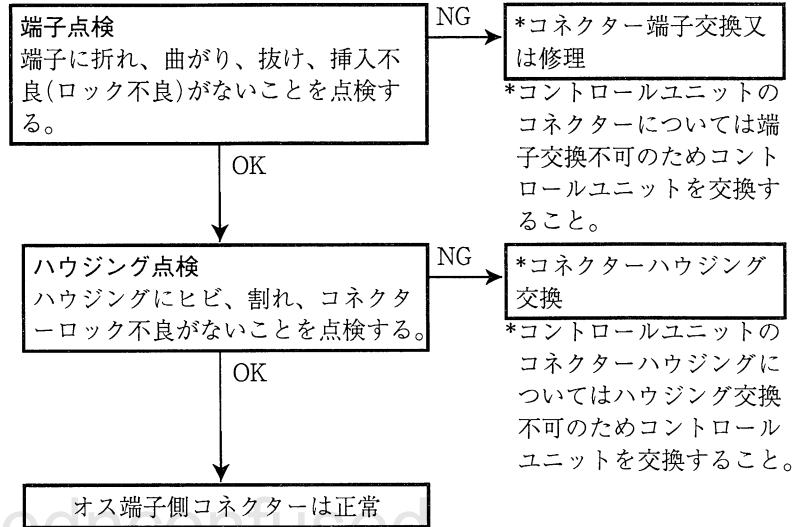 端子点検
端子に折れ、曲がり、抜け、挿入不
良(ロック不良)がないことを点検す
る。
NG
*コネクター端子交換又
は修理
*コントロールユニットの
コネクターについては端
子交換不可のためコント
ロールユニットを交換す
ること。
OK
ハウジング点検
ハウジングにヒビ、割れ、コネクタ
ーロック不良がないことを点検する。
NG
*コネクターハウジング
交換
*コントロールユニットの
コネクターハウジングに
ついてはハウジング交換
不可のためコントロール
ユニットを交換すること。
OK
オス端子側コネクターは正常